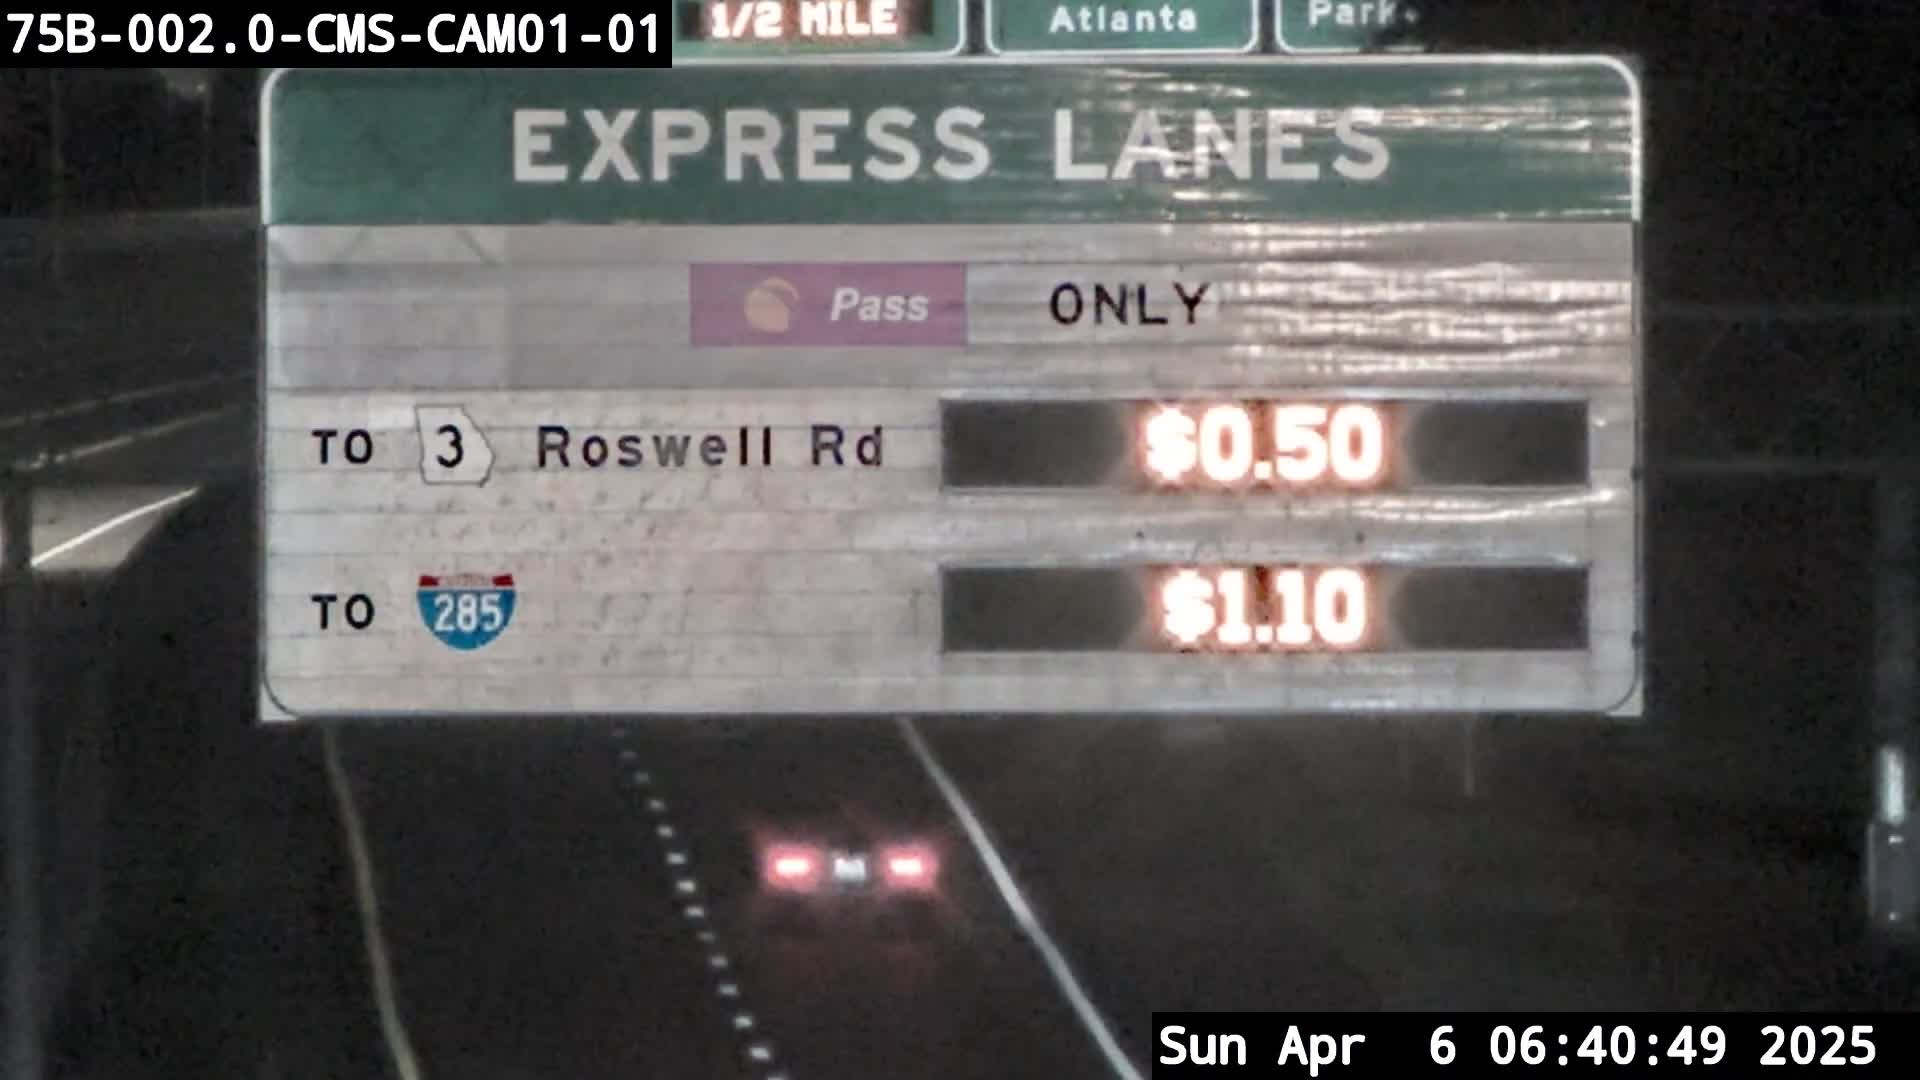 75B-002.0-CMS-CAM01-01
1/2 MILE
Atlanta
Park
EXPRESS LANES
Pass ONLY
TO 3 Roswell Rd $0.50
TO 285 $1.10
Sun Apr 6 06:40:49 2025